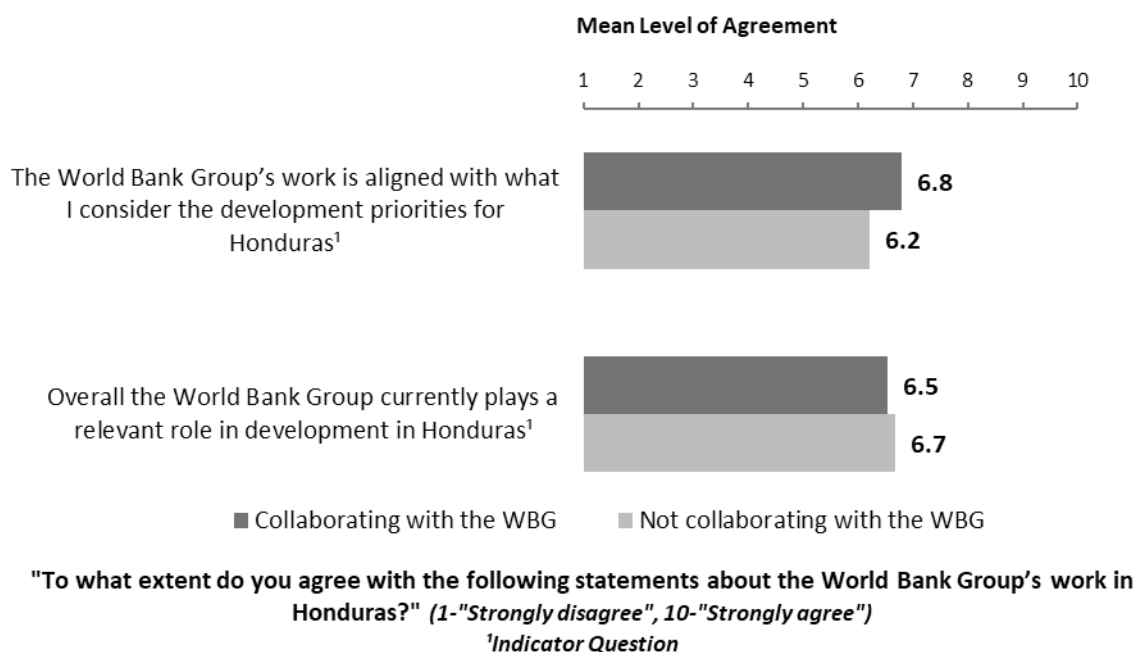 Mean Level of Agreement
1 2 3 4 5 6 7 8 9 10
The World Bank Group’s work is aligned with what
I consider the development priorities for
Honduras¹
6.8
6.2
Overall the World Bank Group currently plays a
relevant role in development in Honduras¹
6.5
6.7
Collaborating with the WBG Not collaborating with the WBG
"To what extent do you agree with the following statements about the World Bank Group’s work in
Honduras?" (1-"Strongly disagree", 10-"Strongly agree")
¹Indicator Question